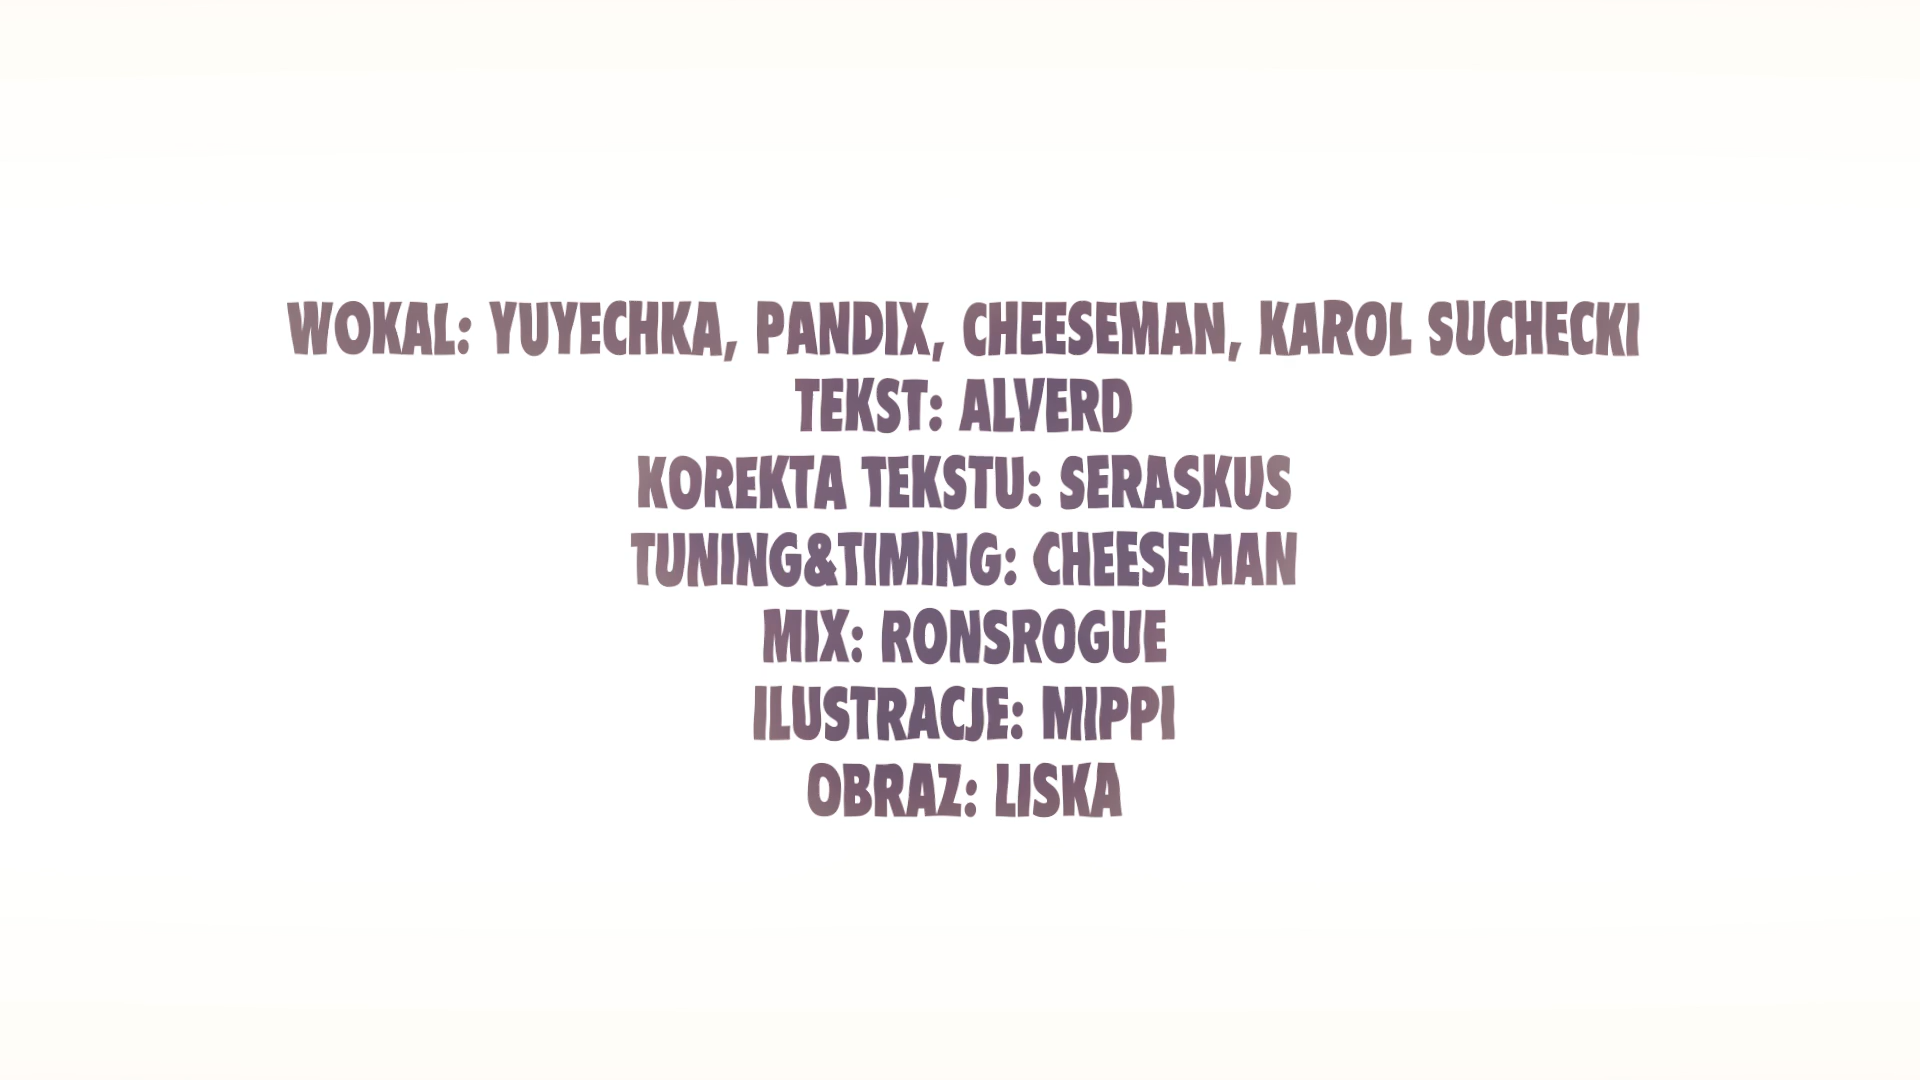 WOKAL: YUYECHKA, PANDIX, CHEESEMAN, KAROL SUCHECKI
TEKST: ALVERD
KOREKTA TEKSTU: SERASKUS
TUNING&TIMING: CHEESEMAN
MIX: RONSROGUE
ILUSTRACJE: MIPPI
OBRAZ: LISKA